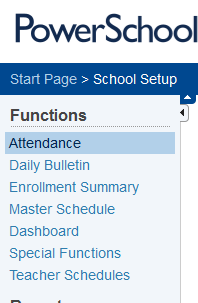 PowerSchool
Start Page > School Setup
Functions
Attendance
Daily Bulletin
Enrollment Summary
Master Schedule
Dashboard
Special Functions
Teacher Schedules